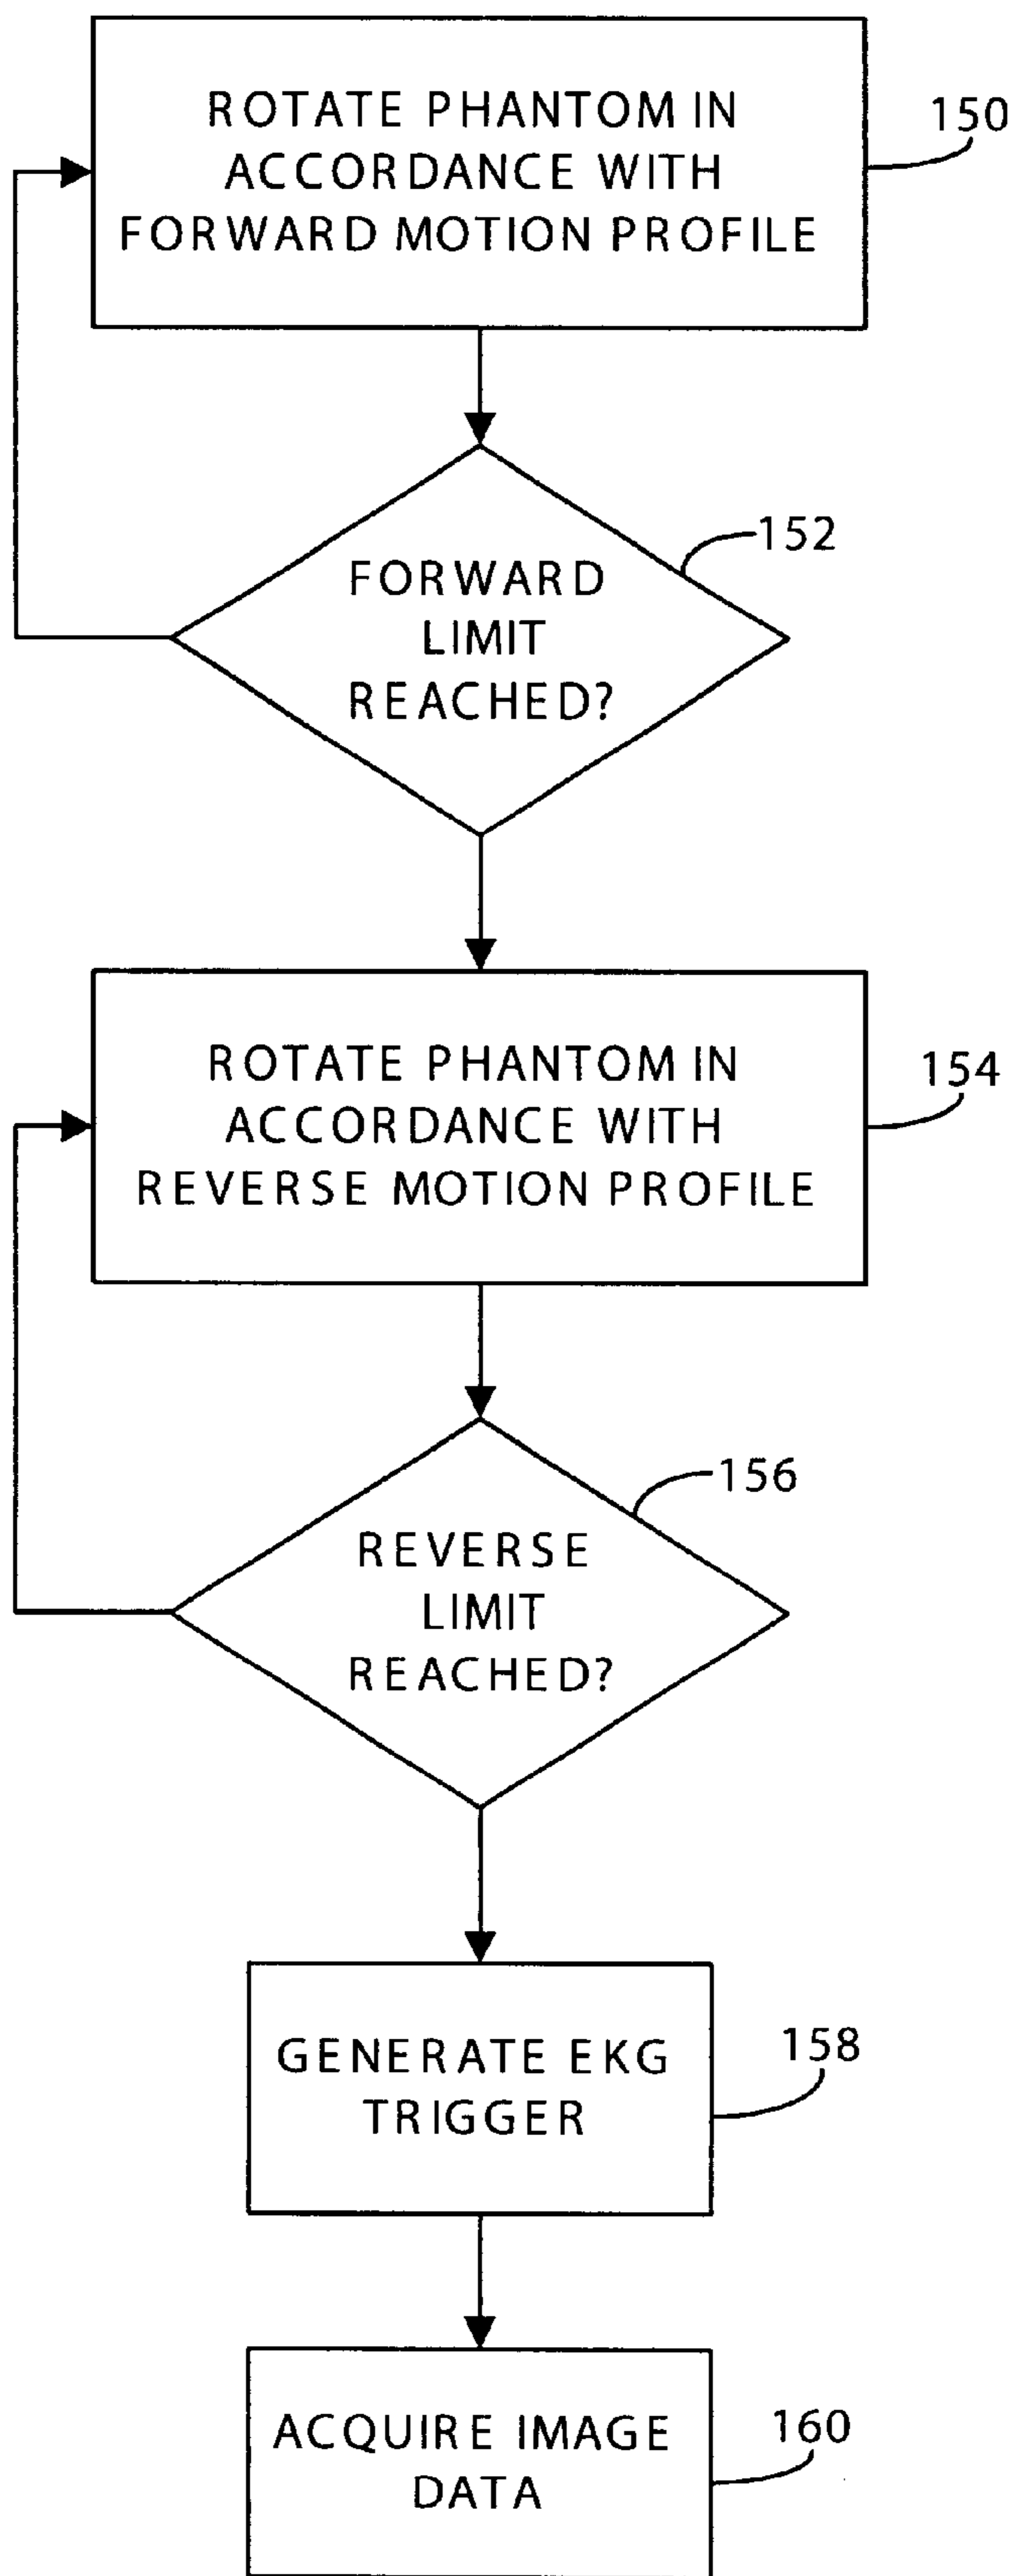 ROTATE PHANTOM IN
ACCORDANCE WITH
FORWARD MOTION PROFILE
150
152
FORWARD
LIMIT
REACHED?
ROTATE PHANTOM IN
ACCORDANCE WITH
REVERSE MOTION PROFILE
154
156
REVERSE
LIMIT
REACHED?
GENERATE EKG
TRIGGER
158
ACQUIRE IMAGE
DATA
160